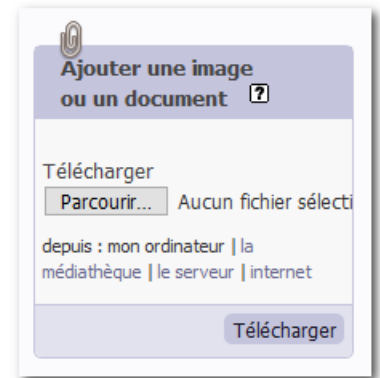 Ajouter une image
ou un document ?
Télécharger
Parcourir... Aucun fichier sélecti
depuis : mon ordinateur | la
médiathèque | le serveur | internet
Télécharger